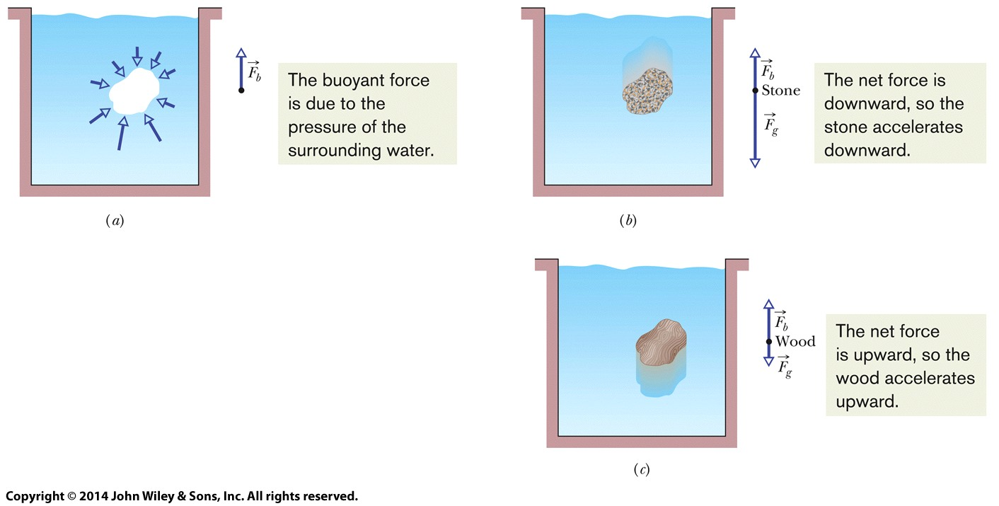 F_b
The buoyant force
is due to the
pressure of the
surrounding water.
(a)
F_b
Stone
F_g
The net force is
downward, so the
stone accelerates
downward.
(b)
F_b
Wood
F_g
The net force
is upward, so the
wood accelerates
upward.
(c)
Copyright © 2014 John Wiley & Sons, Inc. All rights reserved.